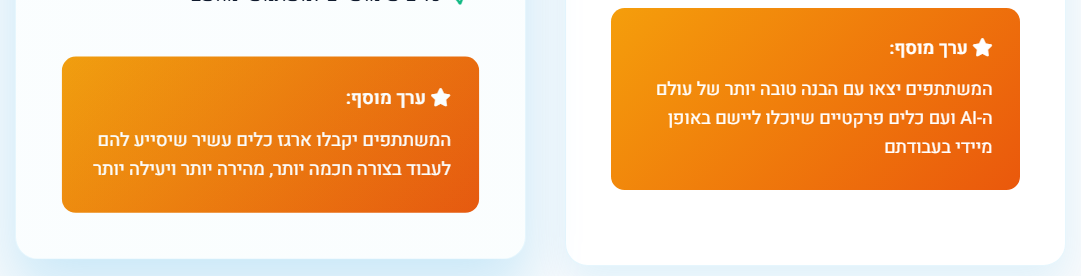 ערך מוסף:
המשתתפים יצאו עם הבנה טובה יותר של עולם
ה-AI ועם כלים פרקטיים שיוכלו ליישם באופן
מיידי בעבודתם
ערך מוסף:
המשתתפים יקבלו ארגז כלים עשיר שיסייע להם
לעבוד בצורה חכמה יותר, מהירה יותר ויעילה יותר